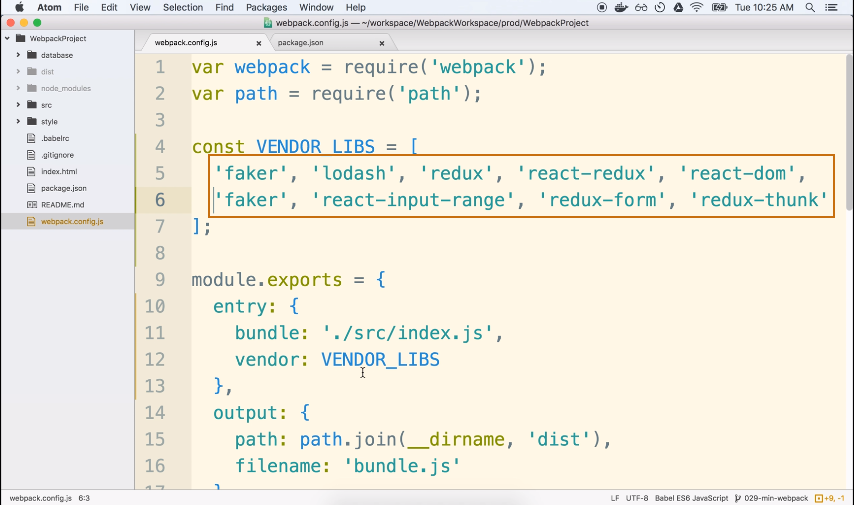 Atom File Edit View Selection Find Packages Window Help Tue 10:25 AM
webpack.config.js — ~/workspace/WebpackWorkspace/prod/WebpackProject
WebpackProject
database
dist
node_modules
src
style
.babelrc
.gitignore
index.html
package.json
README.md
webpack.config.js
webpack.config.js × package.json ×
1 var webpack = require('webpack');
2 var path = require('path');
3
4 const VENDOR_LIBS = [
5 'faker', 'lodash', 'redux', 'react-redux', 'react-dom',
6 'faker', 'react-input-range', 'redux-form', 'redux-thunk'
7 ];
8
9 module.exports = {
10 entry: {
11 bundle: './src/index.js',
12 vendor: VENDOR_LIBS
13 },
14 output: {
15 path: path.join(__dirname, 'dist'),
16 filename: 'bundle.js'
17 }
webpack.config.js 6:3 LF UTF-8 Babel ES6 JavaScript 029-min-webpack +9, -1